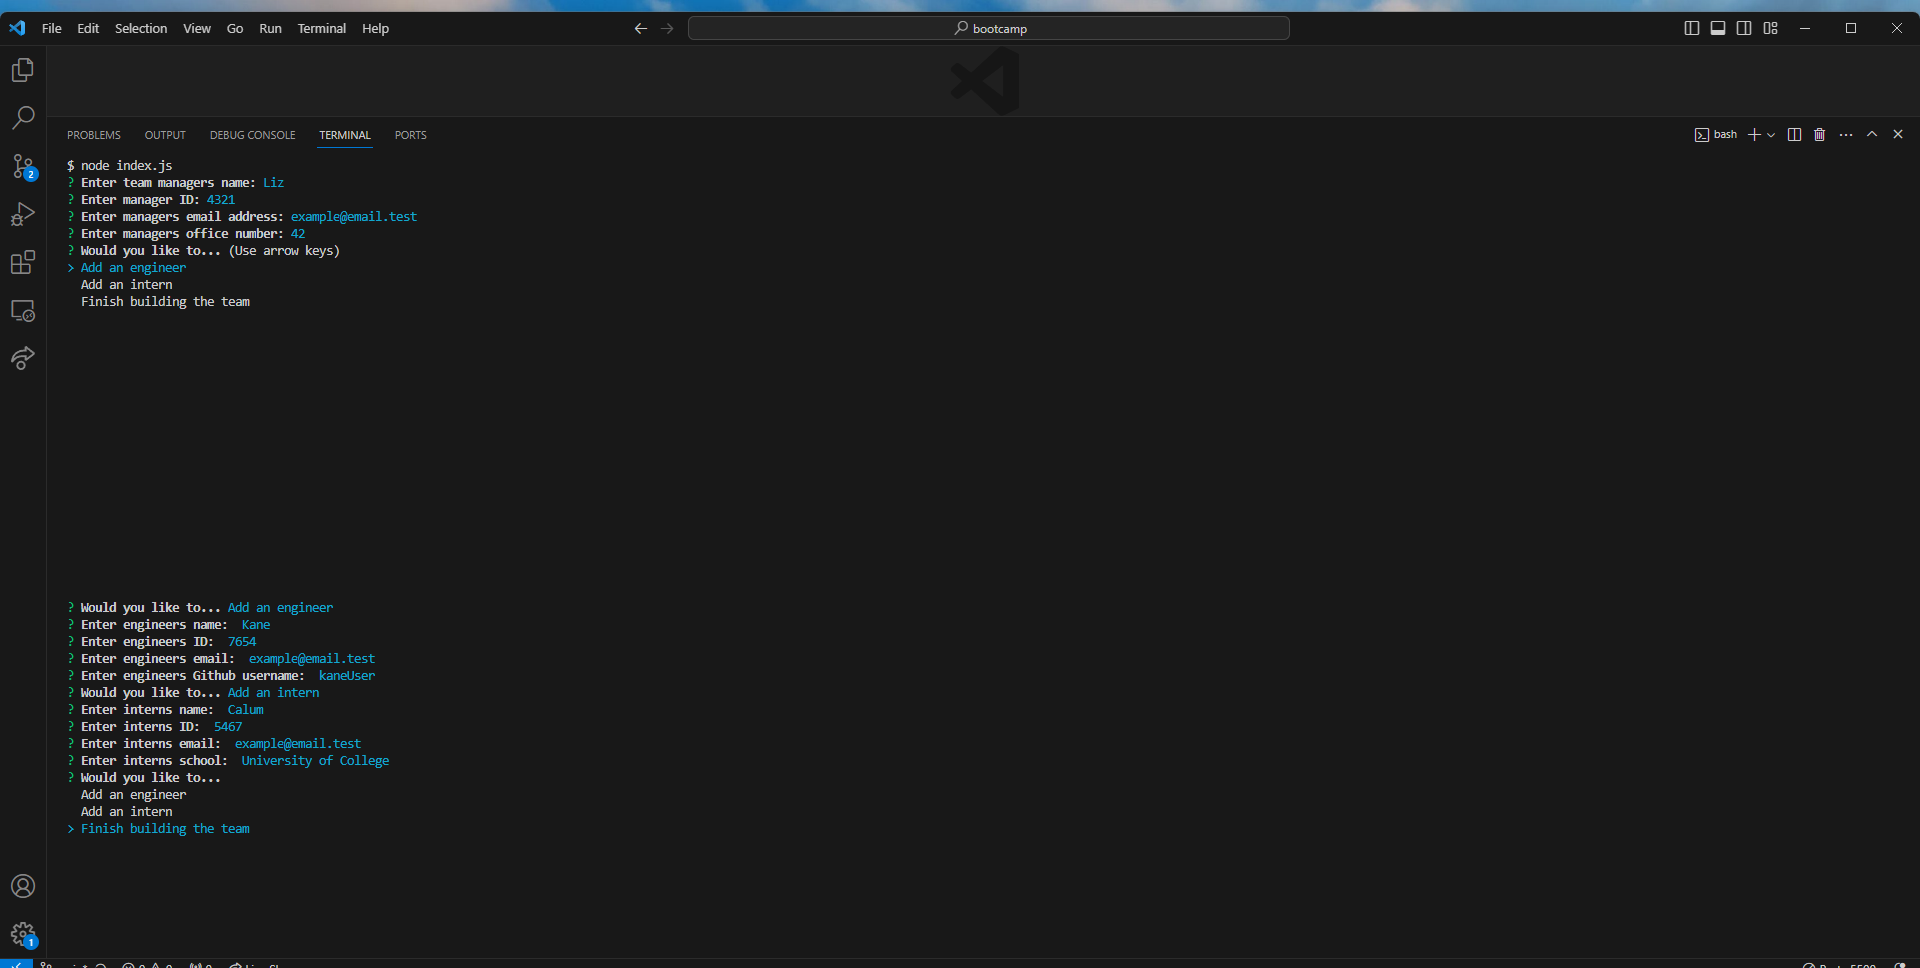 File Edit Selection View Go Run Terminal Help
bootcamp
PROBLEMS OUTPUT DEBUG CONSOLE TERMINAL PORTS
bash
$ node index.js
? Enter team managers name: Liz
? Enter manager ID: 4321
? Enter managers email address: example@email.test
? Enter managers office number: 42
? Would you like to... (Use arrow keys)
> Add an engineer
Add an intern
Finish building the team
? Would you like to... Add an engineer
? Enter engineers name: Kane
? Enter engineers ID: 7654
? Enter engineers email: example@email.test
? Enter engineers Github username: kaneUser
? Would you like to... Add an intern
? Enter interns name: Calum
? Enter interns ID: 5467
? Enter interns email: example@email.test
? Enter interns school: University of College
? Would you like to...
Add an engineer
Add an intern
> Finish building the team
2
1